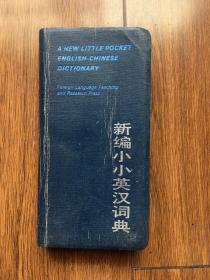 A NEW LITTLE POCKET
ENGLISH-CHINESE
DICTIONARY
Foreign Language Teaching
and Research Press
新编小小英汉词典